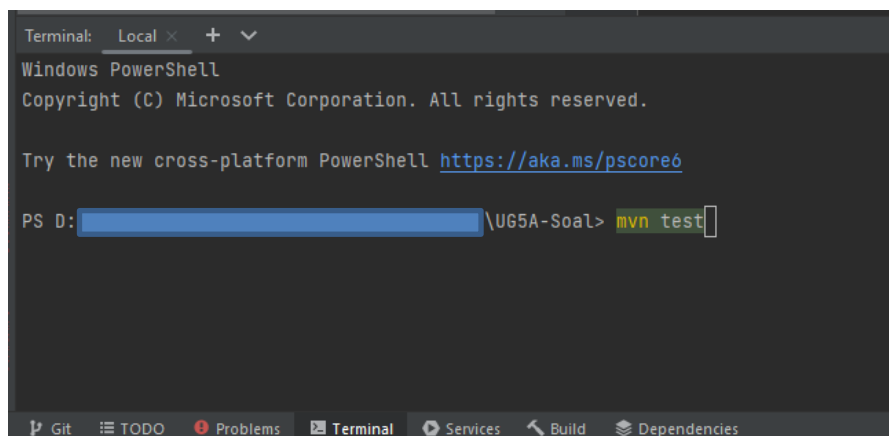 Terminal: Local × + ∨
Windows PowerShell
Copyright (C) Microsoft Corporation. All rights reserved.
Try the new cross-platform PowerShell https://aka.ms/pscore6
PS D: \UG5A-Soal> mvn test
Git TODO Problems Terminal Services Build Dependencies